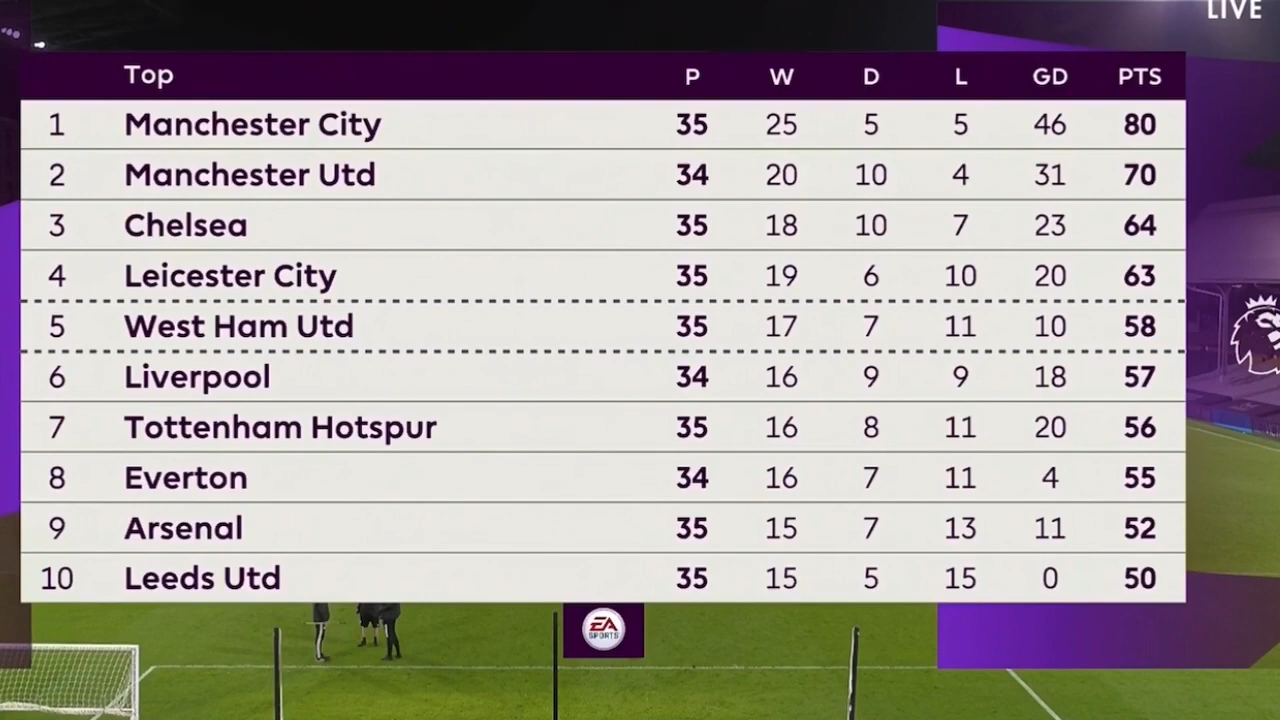 LIVE
Top P W D L GD PTS
1 Manchester City 35 25 5 5 46 80
2 Manchester Utd 34 20 10 4 31 70
3 Chelsea 35 18 10 7 23 64
4 Leicester City 35 19 6 10 20 63
5 West Ham Utd 35 17 7 11 10 58
6 Liverpool 34 16 9 9 18 57
7 Tottenham Hotspur 35 16 8 11 20 56
8 Everton 34 16 7 11 4 55
9 Arsenal 35 15 7 13 11 52
10 Leeds Utd 35 15 5 15 0 50
EA
SPORTS